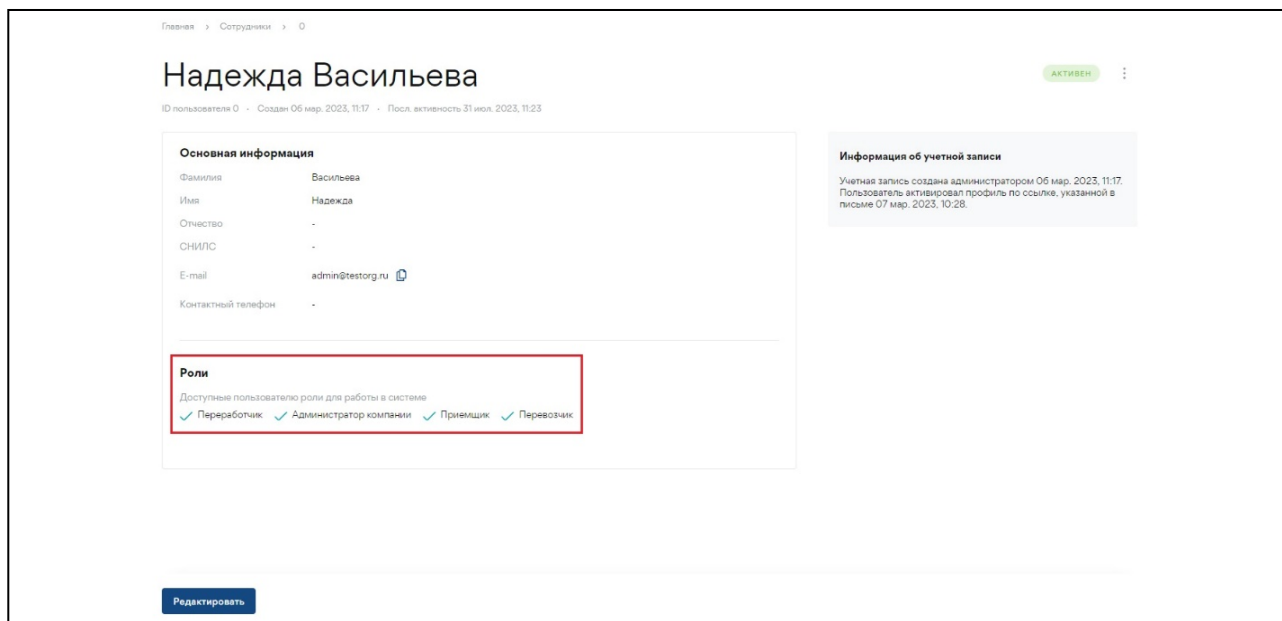 Главная > Сотрудники > 0
Надежда Васильева
АКТИВЕН
ID пользователя 0 · Создан 06 мар. 2023, 11:17 · Посл. активность 31 июл. 2023, 11:23
Основная информация
Фамилия Васильева
Имя Надежда
Отчество -
СНИЛС -
E-mail admin@testorg.ru
Контактный телефон -
Роли
Доступные пользователю роли для работы в системе
Переработчик Администратор компании Приемщик Перевозчик
Информация об учетной записи
Учетная запись создана администратором 06 мар. 2023, 11:17.
Пользователь активировал профиль по ссылке, указанной в
письме 07 мар. 2023, 10:28.
Редактировать